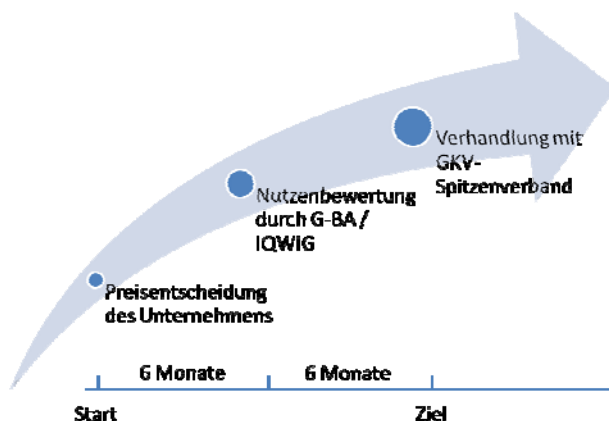 Verhandlung mit
GKV-
Spitzenverband
Nutzenbewertung
durch G-BA /
IQWIG
Preisentscheidung
des Unternehmens
6 Monate
6 Monate
Start
Ziel